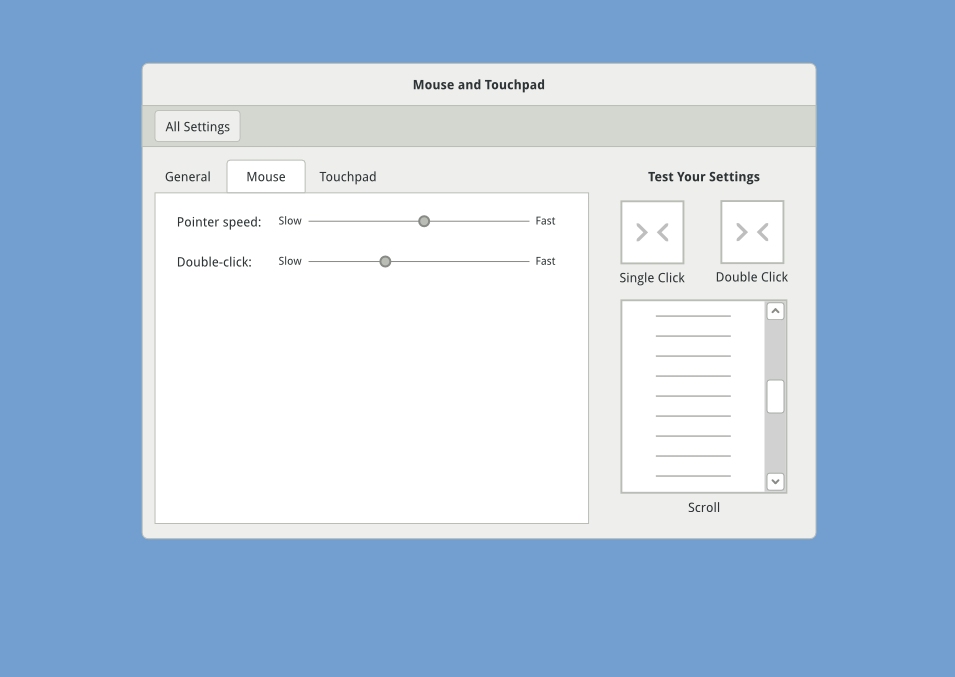 Mouse and Touchpad
All Settings
General Mouse Touchpad
Pointer speed: Slow Fast
Double-click: Slow Fast
Test Your Settings
Single Click Double Click
Scroll